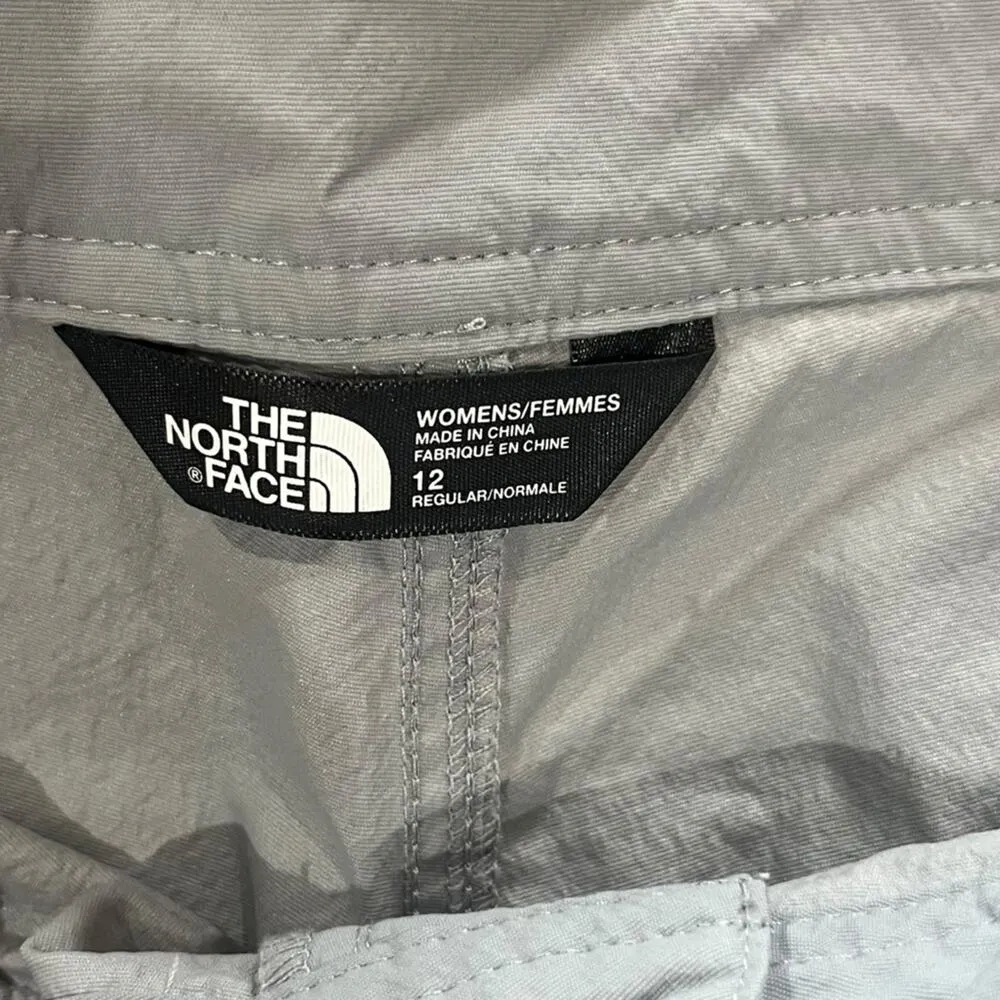 THE
NORTH
® FACE
WOMENS/FEMMES
MADE IN CHINA
FABRIQUÉ EN CHINE
12
REGULAR/NORMALE